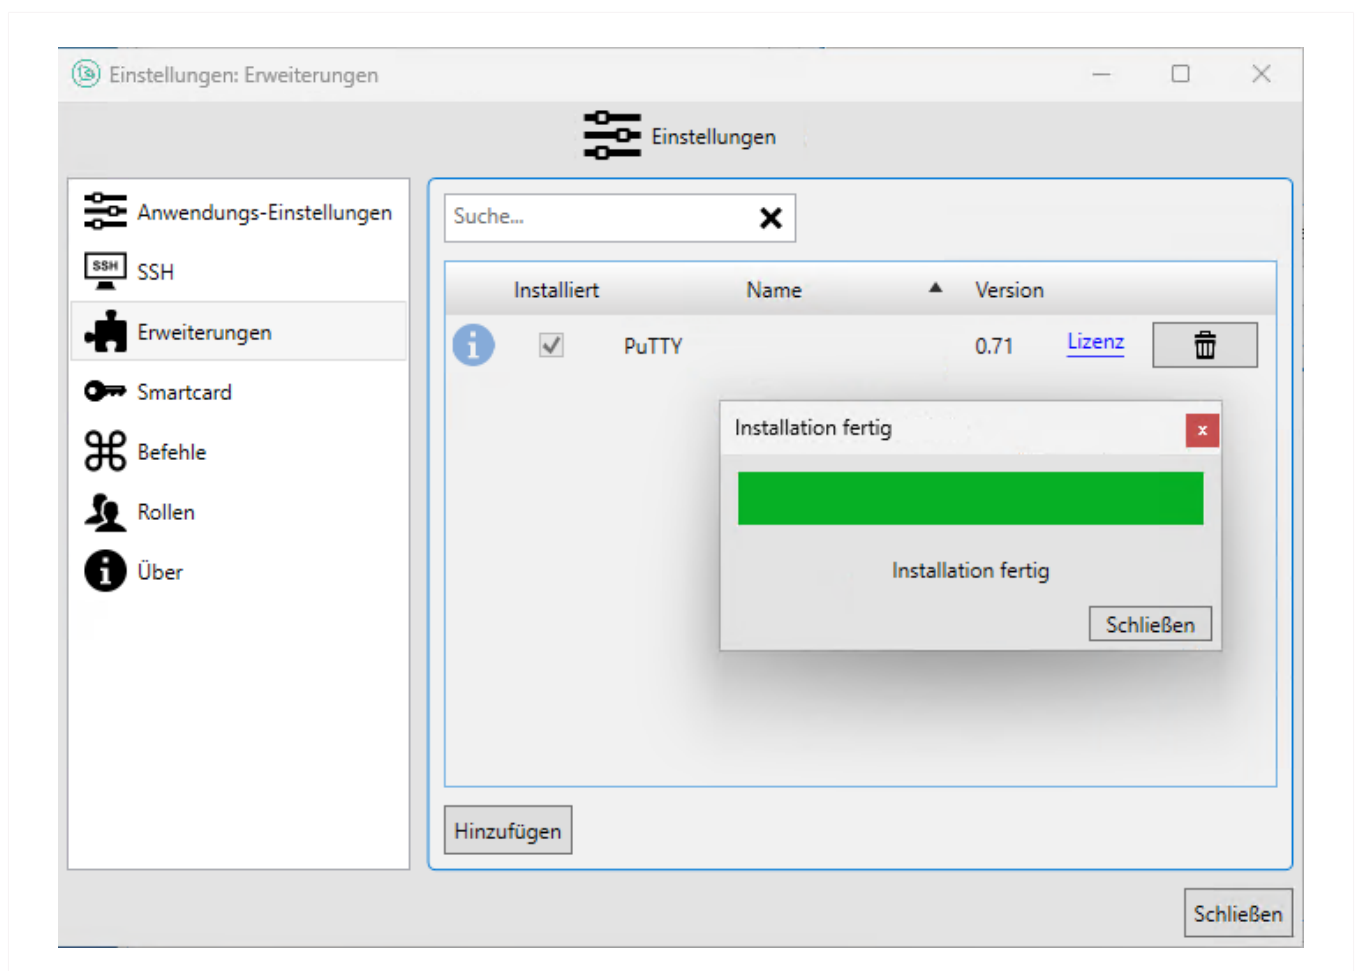 Einstellungen: Erweiterungen
Einstellungen
Anwendungs-Einstellungen
SSH SSH
Erweiterungen
Smartcard
Befehle
Rollen
Über
Suche...
Installiert Name Version
PuTTY 0.71 Lizenz
Installation fertig x
Installation fertig
Schließen
Hinzufügen
Schließen